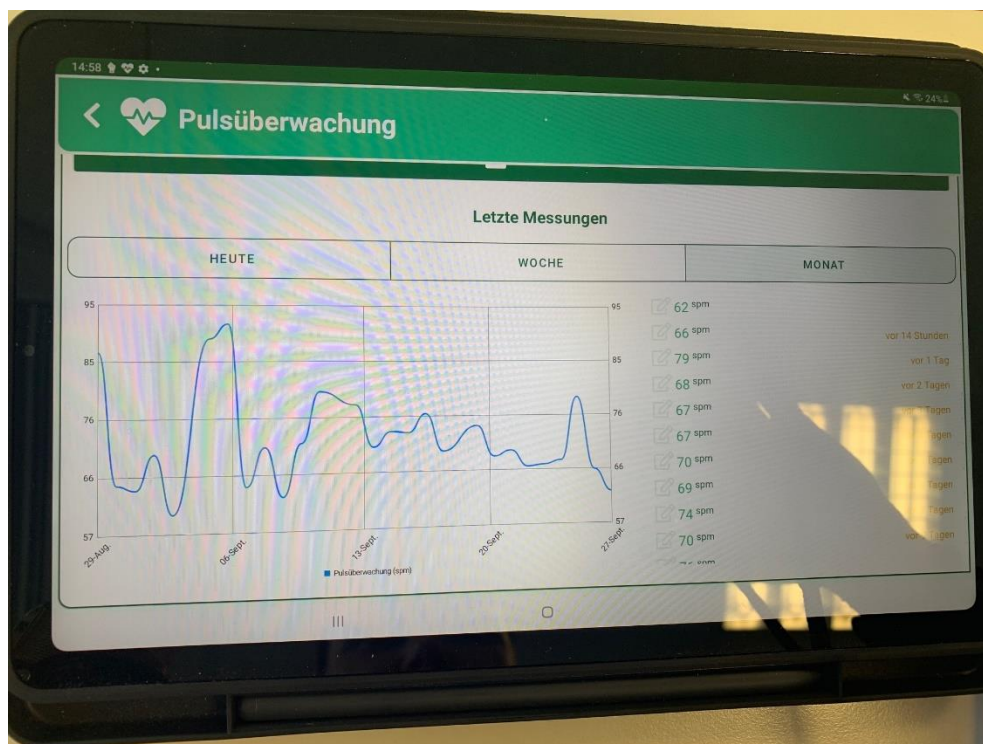 14:58
24%
Pulsüberwachung
Letzte Messungen
HEUTE
WOCHE
MONAT
95
85
76
66
57
29-Aug.
06-Sept.
13-Sept.
20-Sept.
27-Sept.
95
85
76
66
57
Pulsüberwachung (spm)
62 spm
66 spm
vor 14 Stunden
79 spm
vor 1 Tag
68 spm
vor 2 Tagen
67 spm
Tagen
67 spm
Tagen
70 spm
Tagen
69 spm
Tagen
74 spm
Tagen
70 spm
vor Tagen
spm